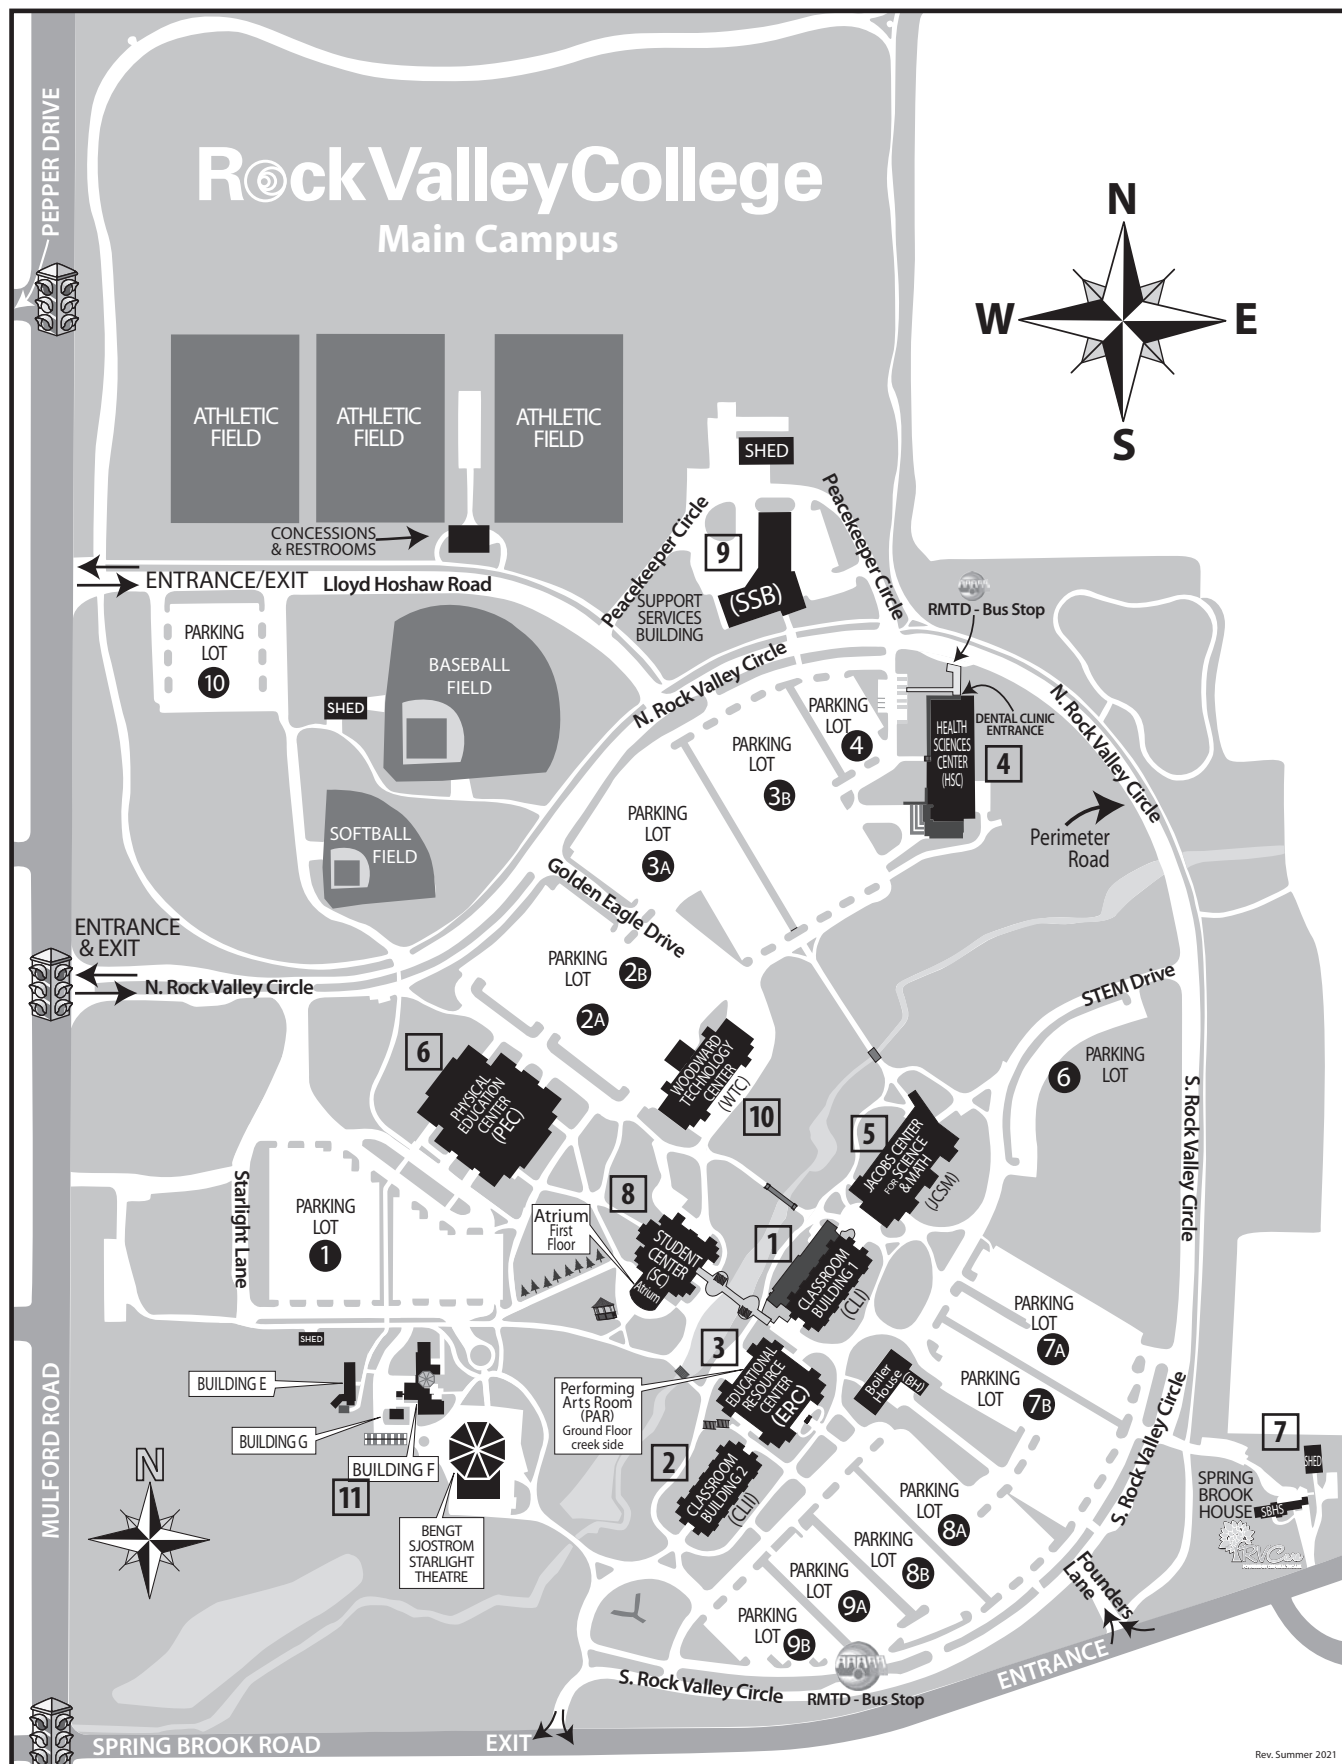 PEPPER DRIVE
Rock Valley College
Main Campus
N
W
E
S
ATHLETIC
FIELD
ATHLETIC
FIELD
ATHLETIC
FIELD
SHED
CONCESSIONS
& RESTROOMS
Peacekeeper Circle
Peacekeeper Circle
9
(SSB)
SUPPORT
SERVICES
BUILDING
ENTRANCE/EXIT
Lloyd Hoshaw Road
RMTD - Bus Stop
PARKING
LOT
10
BASEBALL
FIELD
SHED
N. Rock Valley Circle
N. Rock Valley Circle
PARKING
LOT
4
DENTAL CLINIC
ENTRANCE
HEALTH
SCIENCES
CENTER
(HSC)
4
PARKING
LOT
3B
PARKING
LOT
3A
SOFTBALL
FIELD
Perimeter
Road
Golden Eagle Drive
ENTRANCE
& EXIT
N. Rock Valley Circle
PARKING
LOT
2B
2A
STEM Drive
PARKING
LOT
6
6
PHYSICAL
EDUCATION
CENTER
(PEC)
WOODWARD
TECHNOLOGY
CENTER
(WTC)
10
5
JACOBS CENTER
FOR SCIENCE
& MATH
(JCSM)
S. Rock Valley Circle
Starlight Lane
PARKING
LOT
1
8
Atrium
First
Floor
STUDENT
CENTER
(SC)
Atrium
1
CLASSROOM
BUILDING 1
(CLI)
PARKING
LOT
7A
SHED
3
EDUCATIONAL
RESOURCE
CENTER
(ERC)
Boiler
House (BH)
PARKING
LOT
7B
BUILDING E
Performing
Arts Room
(PAR)
Ground Floor
creek side
BUILDING G
BUILDING F
11
BENGT
SJOSTROM
STARLIGHT
THEATRE
2
CLASSROOM
BUILDING 2
(CLII)
S. Rock Valley Circle
7
SHED
SPRING
BROOK
HOUSE
SBHS
RVCare
PARKING
LOT
8A
PARKING
LOT
8B
PARKING
LOT
9A
PARKING
LOT
9B
Founders
Lane
MULFORD ROAD
N
ENTRANCE
S. Rock Valley Circle
RMTD - Bus Stop
EXIT
SPRING BROOK ROAD
Rev. Summer 2021